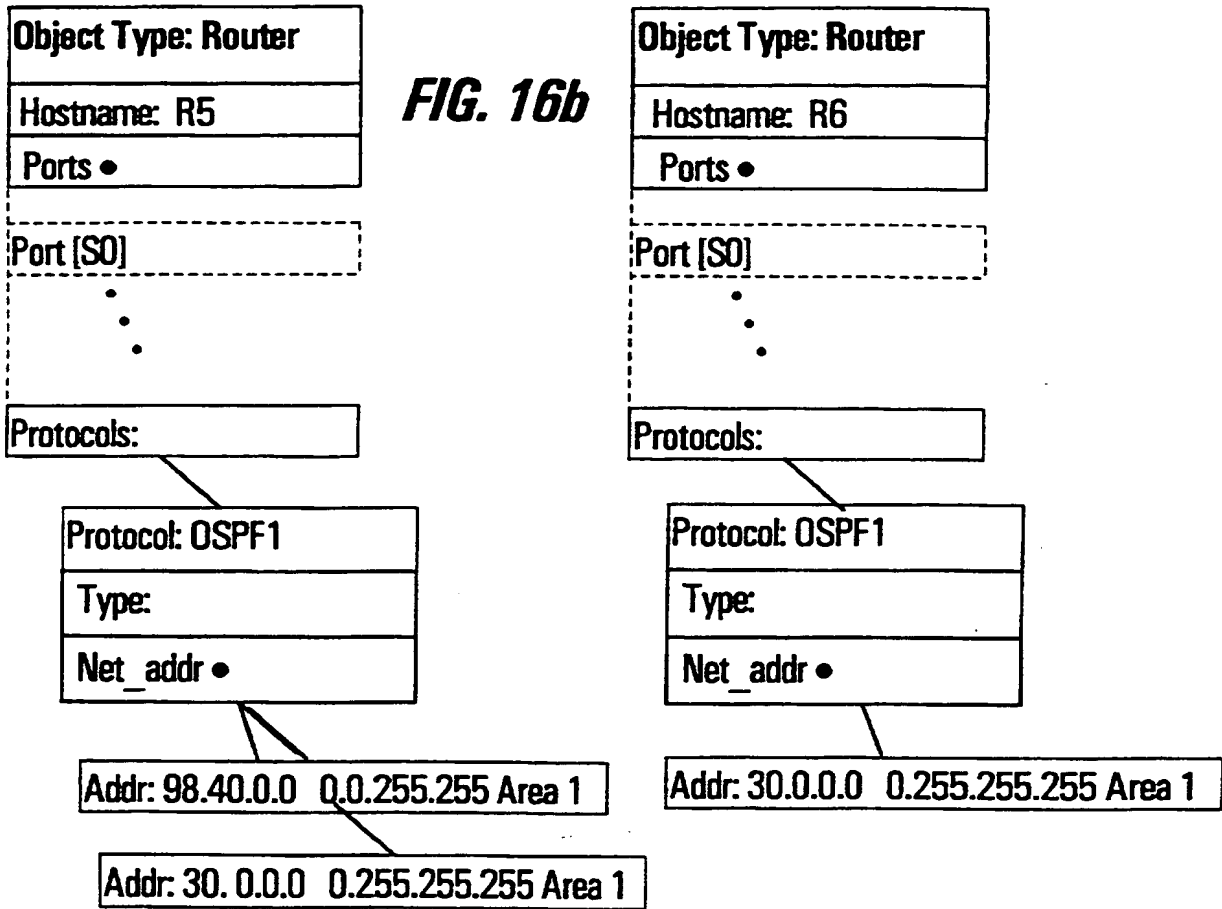 Object Type: Router
Hostname: R5
Ports
Port [S0]
Protocols:
Protocol: OSPF1
Type:
Net_addr
Addr: 98.40.0.0 0.0.255.255 Area 1
Addr: 30. 0.0.0 0.255.255.255 Area 1
FIG. 16b
Object Type: Router
Hostname: R6
Ports
Port [S0]
Protocols:
Protocol: OSPF1
Type:
Net_addr
Addr: 30.0.0.0 0.255.255.255 Area 1